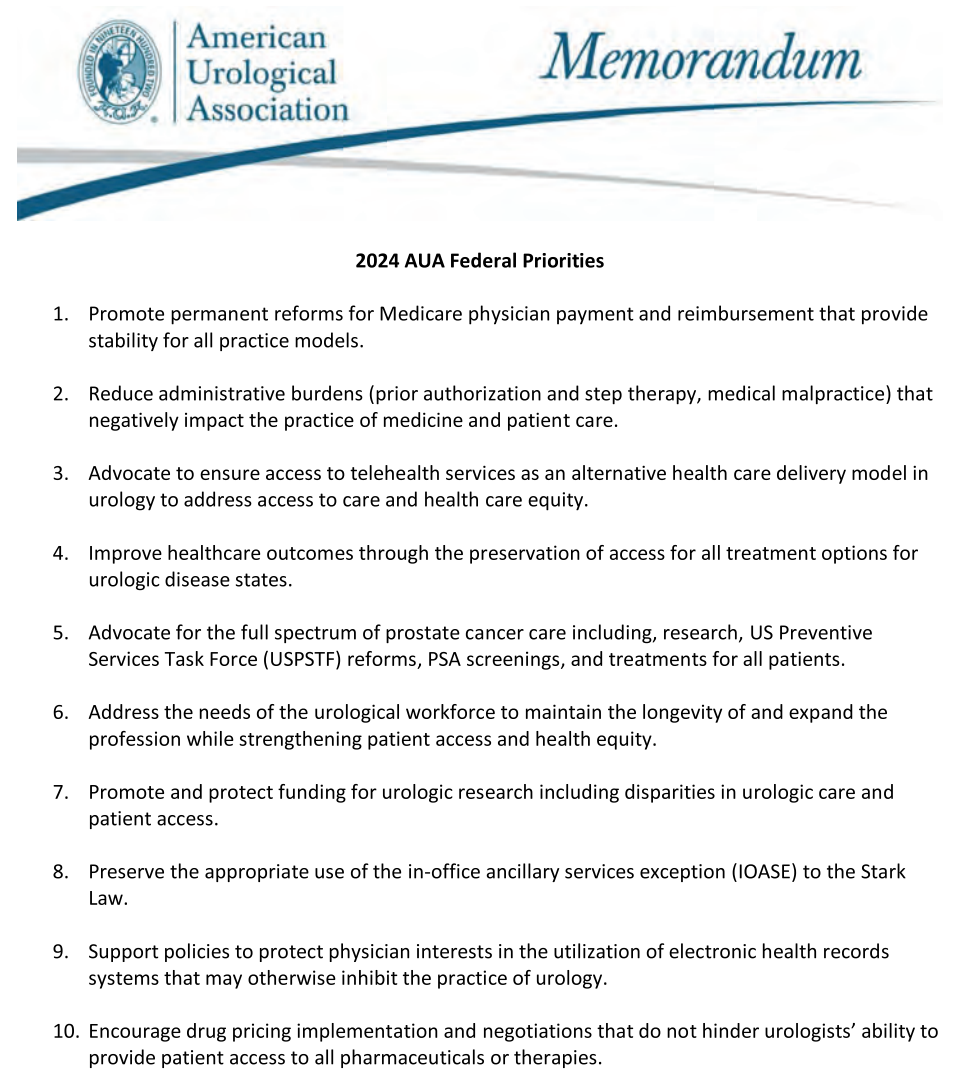 FOUNDED IN NINETEEN HUNDRED TWO
American
Urological
Association
Memorandum
2024 AUA Federal Priorities
1. Promote permanent reforms for Medicare physician payment and reimbursement that provide
stability for all practice models.
2. Reduce administrative burdens (prior authorization and step therapy, medical malpractice) that
negatively impact the practice of medicine and patient care.
3. Advocate to ensure access to telehealth services as an alternative health care delivery model in
urology to address access to care and health care equity.
4. Improve healthcare outcomes through the preservation of access for all treatment options for
urologic disease states.
5. Advocate for the full spectrum of prostate cancer care including, research, US Preventive
Services Task Force (USPSTF) reforms, PSA screenings, and treatments for all patients.
6. Address the needs of the urological workforce to maintain the longevity of and expand the
profession while strengthening patient access and health equity.
7. Promote and protect funding for urologic research including disparities in urologic care and
patient access.
8. Preserve the appropriate use of the in-office ancillary services exception (IOASE) to the Stark
Law.
9. Support policies to protect physician interests in the utilization of electronic health records
systems that may otherwise inhibit the practice of urology.
10. Encourage drug pricing implementation and negotiations that do not hinder urologists’ ability to
provide patient access to all pharmaceuticals or therapies.